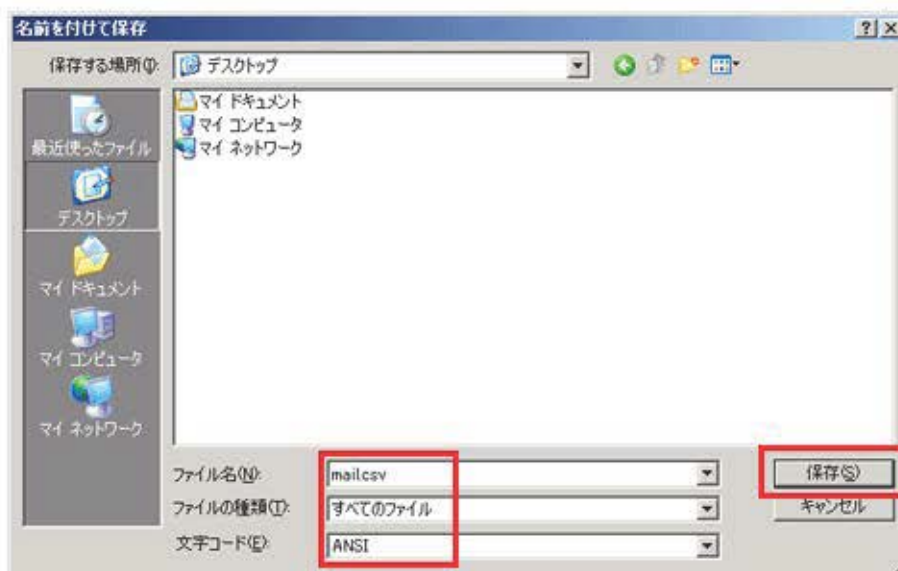 名前を付けて保存
保存する場所(I):
デスクトップ
最近使ったファイル
デスクトップ
マイ ドキュメント
マイ コンピュータ
マイ ネットワーク
マイ ドキュメント
マイ コンピュータ
マイ ネットワーク
ファイル名(N):
mailcsv
保存(S)
ファイルの種類(T):
すべてのファイル
キャンセル
文字コード(E):
ANSI